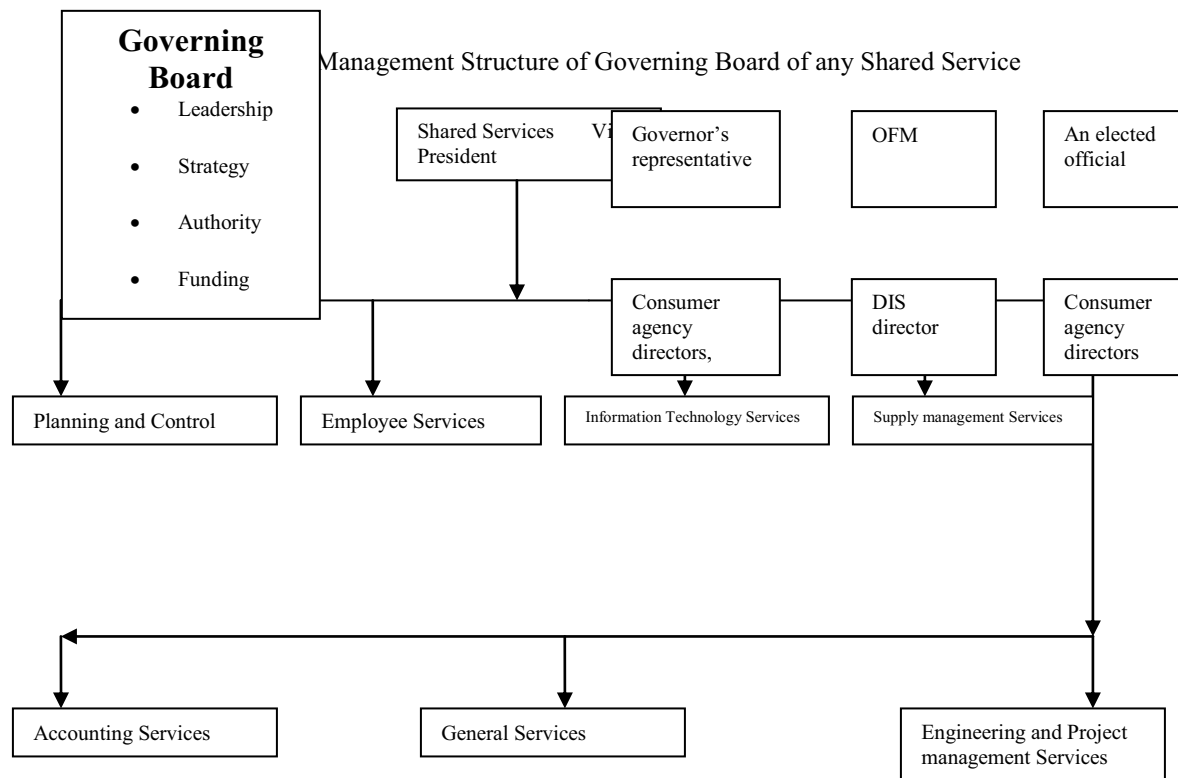 Governing
Board
Management Structure of Governing Board of any Shared Service
• Leadership
• Strategy
• Authority
• Funding
Shared Services Vi
President
Governor’s
representative
OFM
An elected
official
Consumer
agency
directors,
DIS
director
Consumer
agency
directors
Planning and Control
Employee Services
Information Technology Services
Supply management Services
Accounting Services
General Services
Engineering and Project
management Services